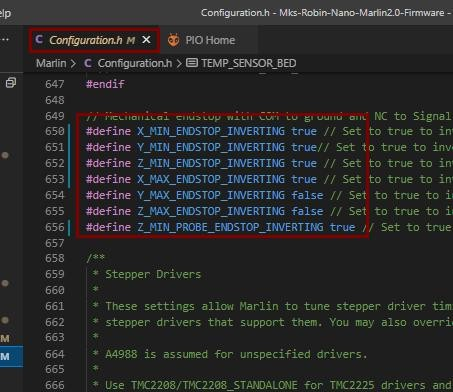 Configuration.h - Mks-Robin-Nano-Marlin2.0-Firmware -
Configuration.h M PIO Home
Marlin > Configuration.h > TEMP_SENSOR_BED
647 #endif
648
649 // Mechanical endstop with COM to ground and NC to Signal
650 #define X_MIN_ENDSTOP_INVERTING true // Set to true to in
651 #define Y_MIN_ENDSTOP_INVERTING true// Set to true to inv
652 #define Z_MIN_ENDSTOP_INVERTING true // Set to true to in
653 #define X_MAX_ENDSTOP_INVERTING true // Set to true to in
654 #define Y_MAX_ENDSTOP_INVERTING false // Set to true to i
655 #define Z_MAX_ENDSTOP_INVERTING false // Set to true to i
656 #define Z_MIN_PROBE_ENDSTOP_INVERTING true // Set to true
657
658 /**
659 * Stepper Drivers
660 *
661 * These settings allow Marlin to tune stepper driver tim
662 * stepper drivers that support them. You may also overri
663 *
664 * A4988 is assumed for unspecified drivers.
665 *
666 * Use TMC2208/TMC2208_STANDALONE for TMC2225 drivers and
M
M